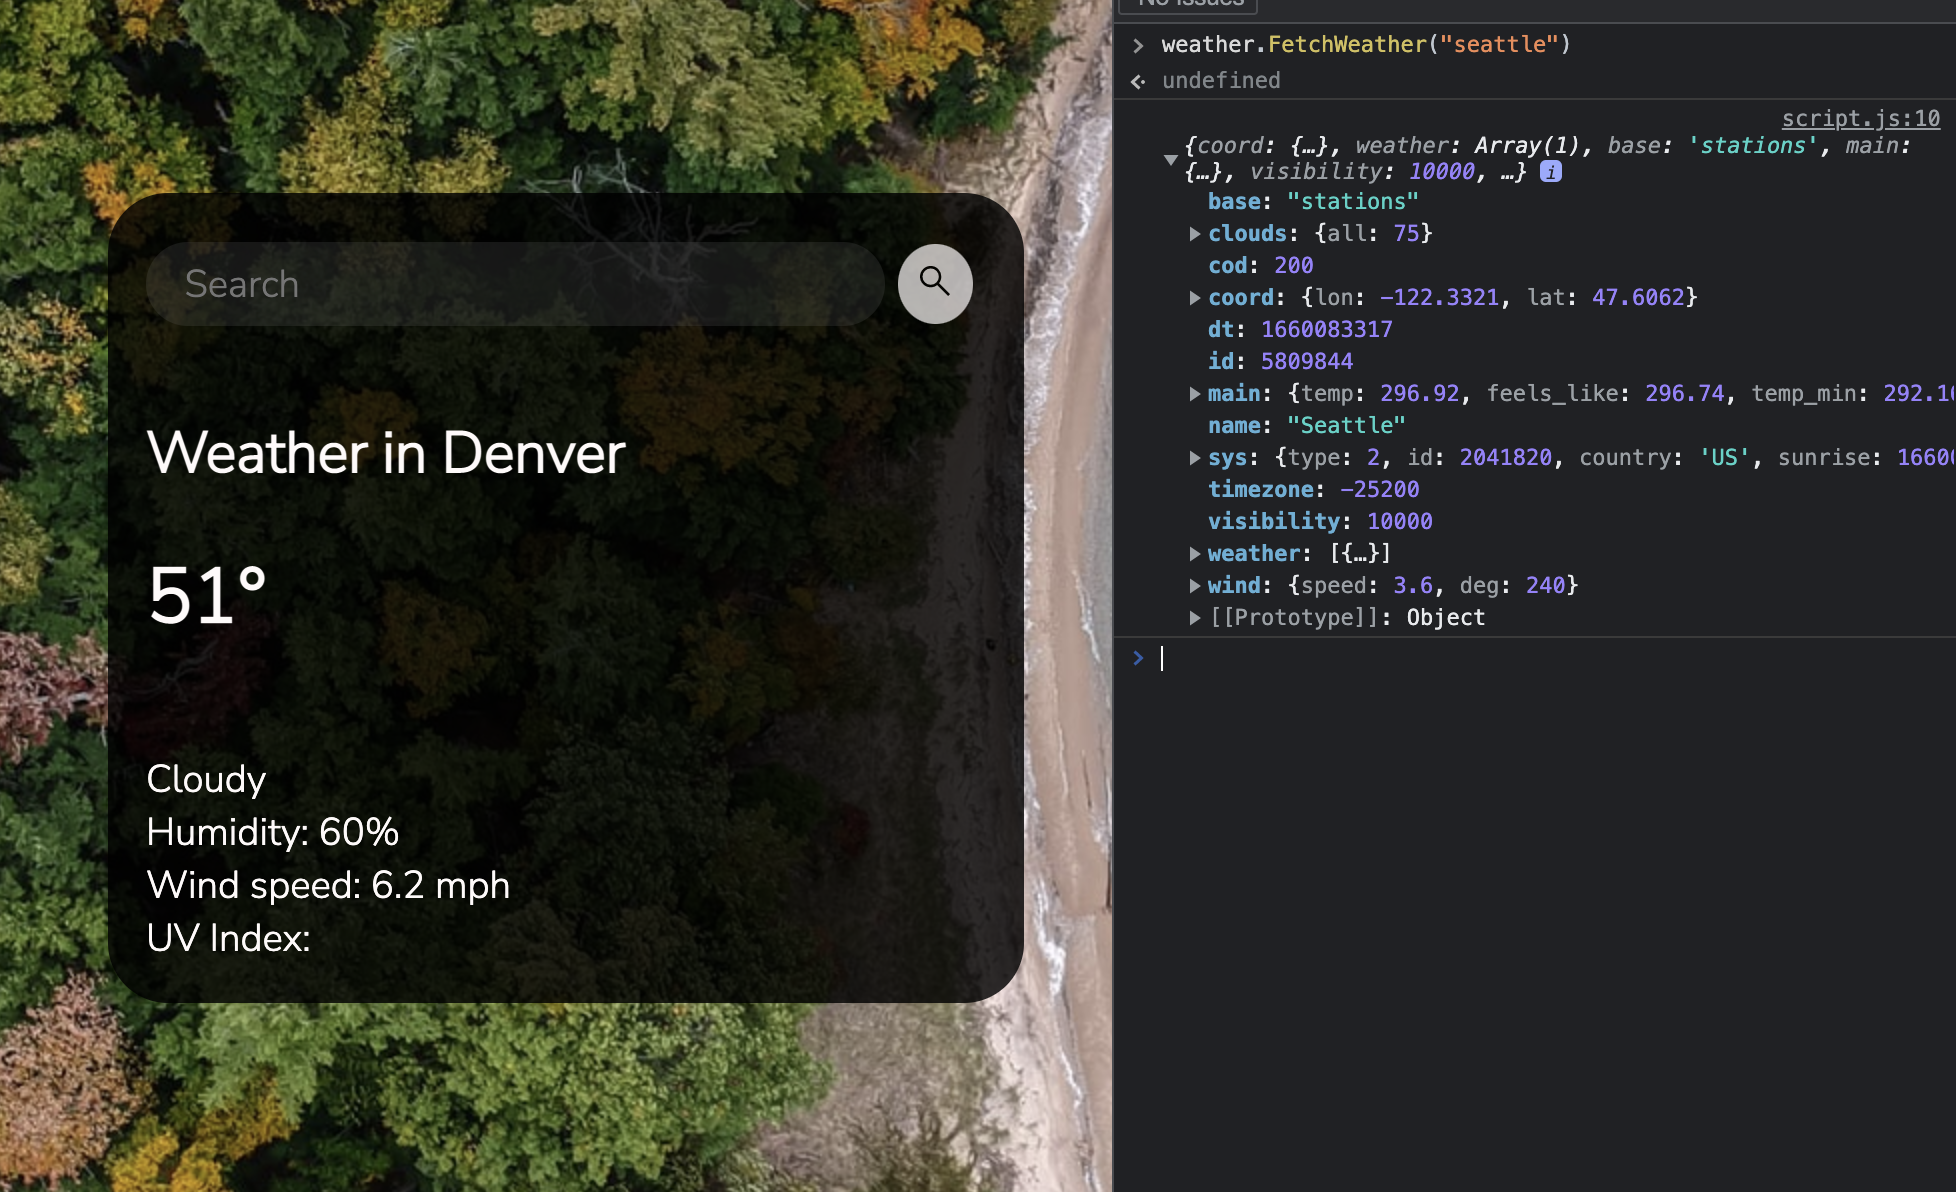 Search
Weather in Denver
51°
Cloudy
Humidity: 60%
Wind speed: 6.2 mph
UV Index:
No Issues
weather.FetchWeather("seattle")
undefined
script.js:10
{coord: {…}, weather: Array(1), base: 'stations', main:
{…}, visibility: 10000, …} i
base: "stations"
clouds: {all: 75}
cod: 200
coord: {lon: -122.3321, lat: 47.6062}
dt: 1660083317
id: 5809844
main: {temp: 296.92, feels_like: 296.74, temp_min: 292.1
name: "Seattle"
sys: {type: 2, id: 2041820, country: 'US', sunrise: 1660
timezone: -25200
visibility: 10000
weather: [{…}]
wind: {speed: 3.6, deg: 240}
[[Prototype]]: Object